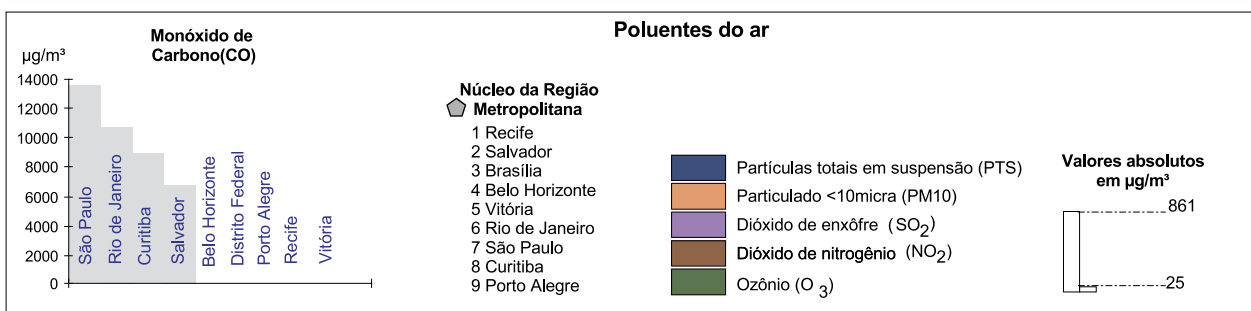 Poluentes do ar
Monóxido de
Carbono(CO)
µg/m³
14000
12000
10000
8000
6000
4000
2000
0
São Paulo
Rio de Janeiro
Curitiba
Salvador
Belo Horizonte
Distrito Federal
Porto Alegre
Recife
Vitória
Núcleo da Região
Metropolitana
1 Recife
2 Salvador
3 Brasília
4 Belo Horizonte
5 Vitória
6 Rio de Janeiro
7 São Paulo
8 Curitiba
9 Porto Alegre
Partículas totais em suspensão (PTS)
Particulado <10micra (PM10)
Dióxido de enxôfre (SO2)
Dióxido de nitrogênio (NO2)
Ozônio (O 3)
Valores absolutos
em µg/m³
861
25